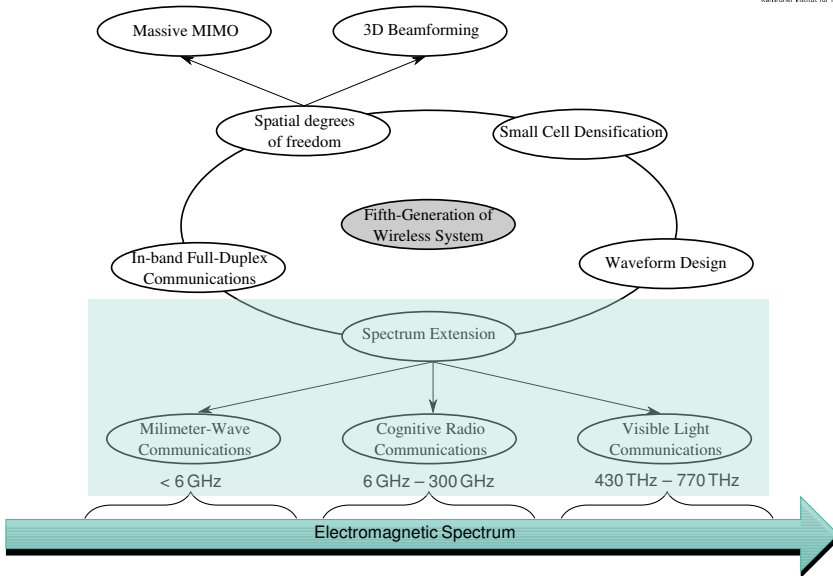 Massive MIMO
3D Beamforming
Spatial degrees
of freedom
Small Cell Densification
Fifth-Generation of
Wireless System
In-band Full-Duplex
Communications
Waveform Design
Spectrum Extension
Milimeter-Wave
Communications
Cognitive Radio
Communications
Visible Light
Communications
< 6 GHz
6 GHz – 300 GHz
430 THz – 770 THz
Electromagnetic Spectrum